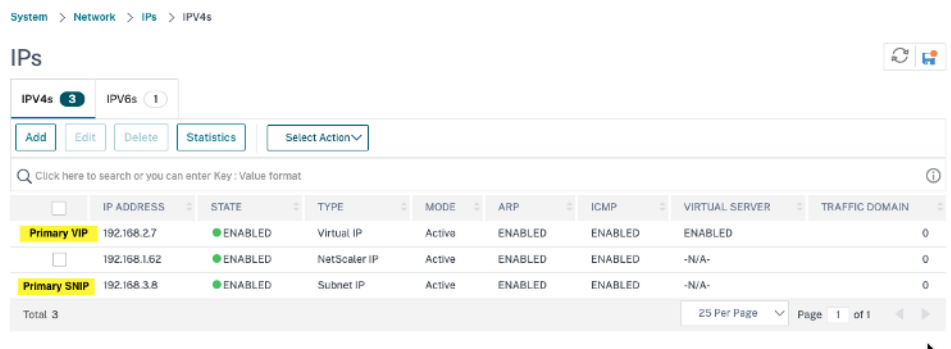 System > Network > IPs > IPV4s
IPs
IPV4s 3 IPV6s 1
Add Edit Delete Statistics Select Action
Click here to search or you can enter Key : Value format
IP ADDRESS STATE TYPE MODE ARP ICMP VIRTUAL SERVER TRAFFIC DOMAIN
Primary VIP 192.168.2.7 ENABLED Virtual IP Active ENABLED ENABLED ENABLED 0
192.168.1.62 ENABLED NetScaler IP Active ENABLED ENABLED -N/A- 0
Primary SNIP 192.168.3.8 ENABLED Subnet IP Active ENABLED ENABLED -N/A- 0
Total 3 25 Per Page Page 1 of 1